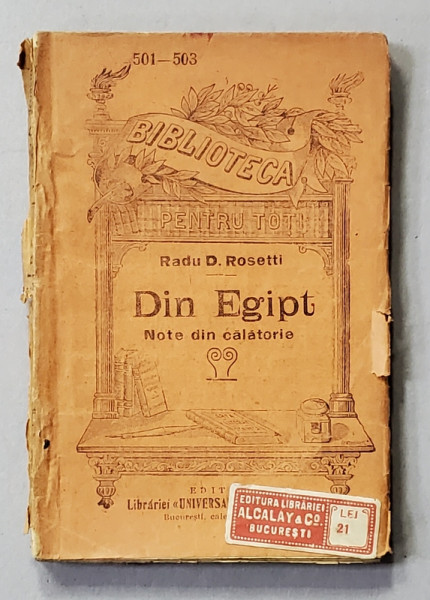 501—503
BIBLIOTECA
PENTRU TOȚI
Radu D. Rosetti
Din Egipt
Note din călătorie
EDIT
Librăriei «UNIVERSA
București, cale
EDITURA LIBRĂRIEI
ALCALAY & Co.
BUCUREȘTI
LEI
21